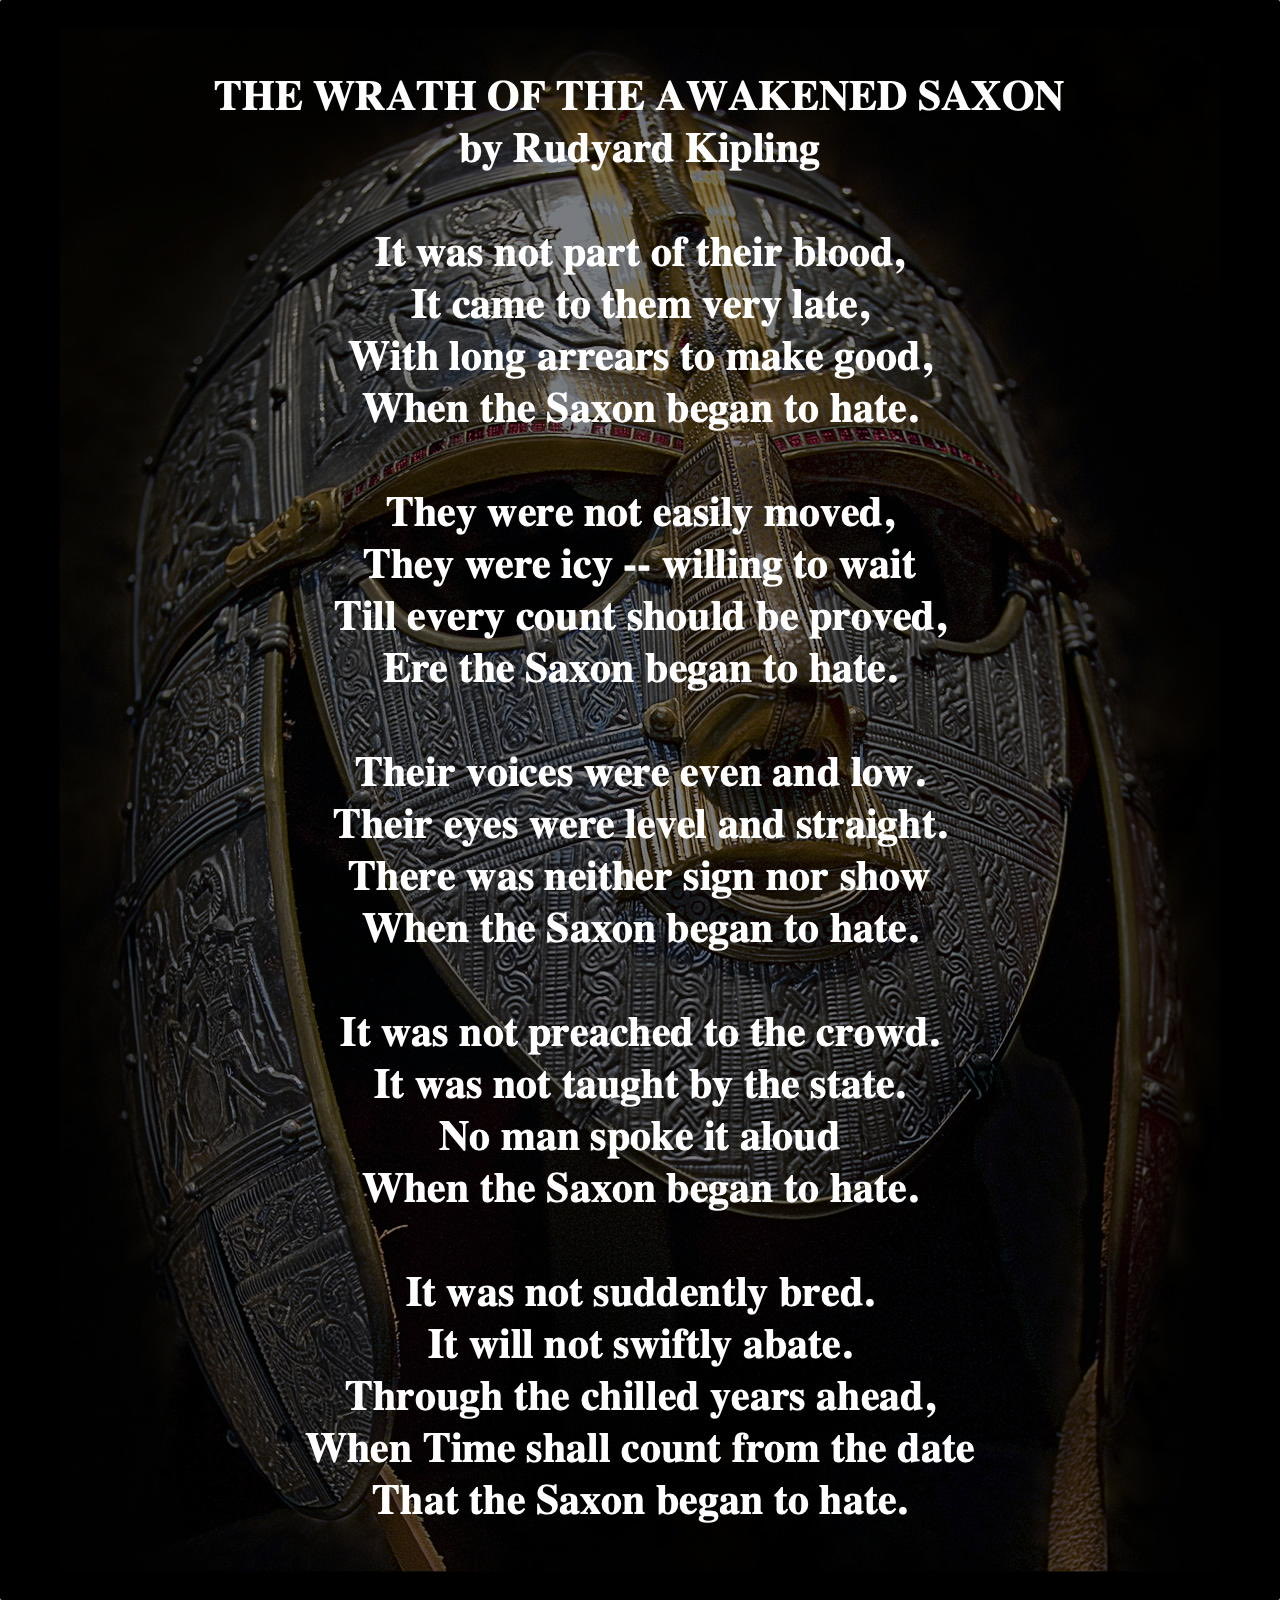 THE WRATH OF THE AWAKENED SAXON
by Rudyard Kipling
It was not part of their blood,
It came to them very late,
With long arrears to make good,
When the Saxon began to hate.
They were not easily moved,
They were icy -- willing to wait
Till every count should be proved,
Ere the Saxon began to hate.
Their voices were even and low.
Their eyes were level and straight.
There was neither sign nor show
When the Saxon began to hate.
It was not preached to the crowd.
It was not taught by the state.
No man spoke it aloud
When the Saxon began to hate.
It was not suddently bred.
It will not swiftly abate.
Through the chilled years ahead,
When Time shall count from the date
That the Saxon began to hate.